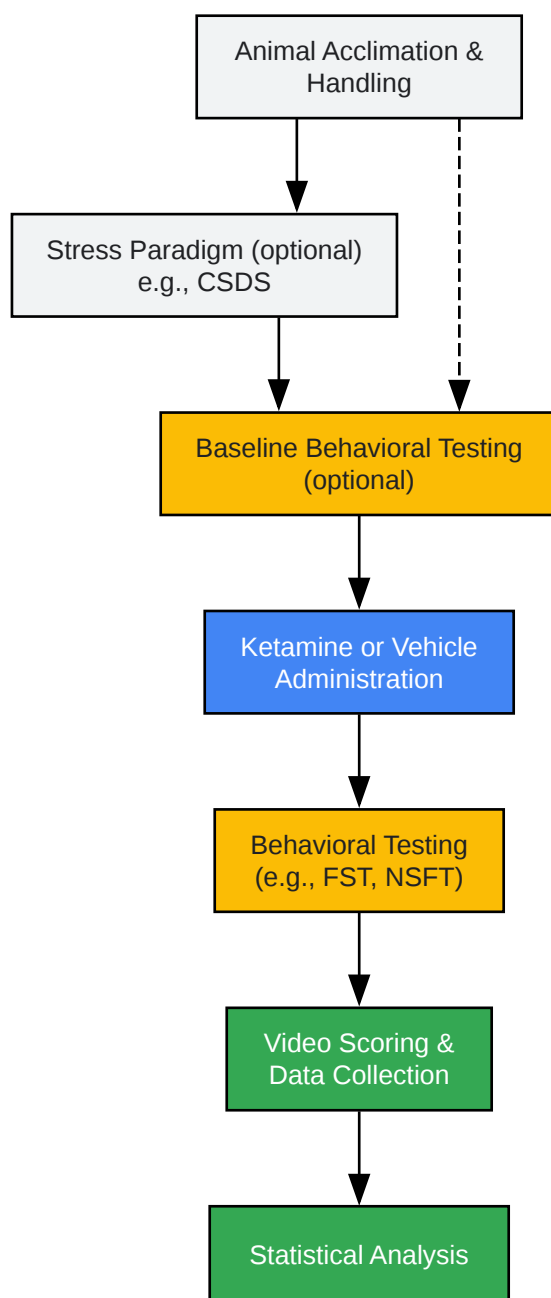 Animal Acclimation &
Handling
Stress Paradigm (optional)
e.g., CSDS
Baseline Behavioral Testing
(optional)
Ketamine or Vehicle
Administration
Behavioral Testing
(e.g., FST, NSFT)
Video Scoring &
Data Collection
Statistical Analysis